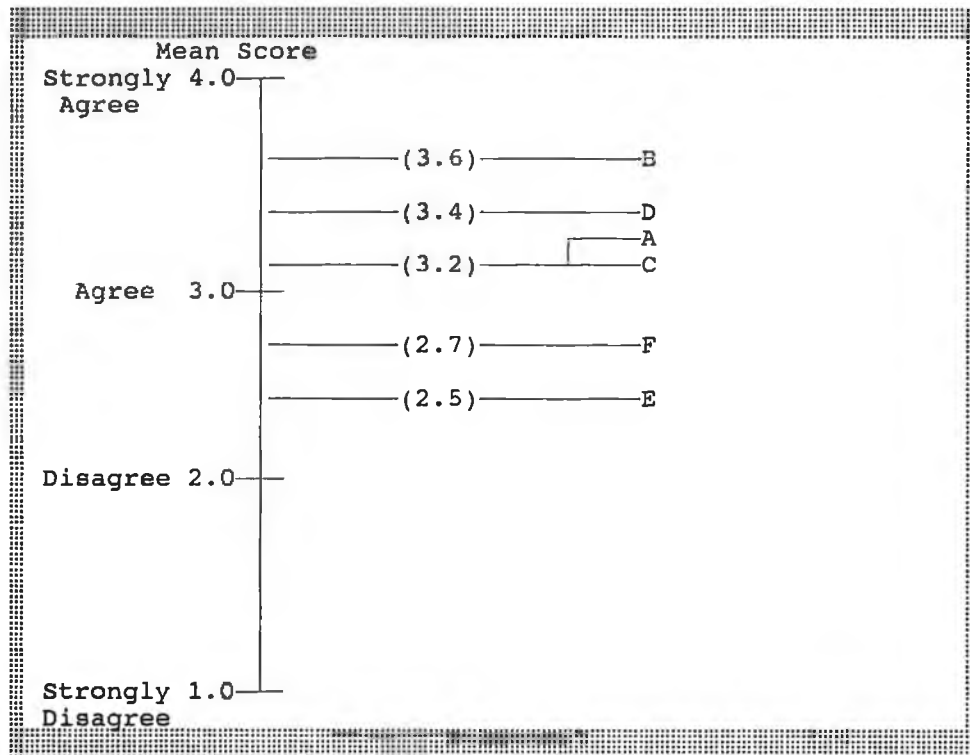 Mean Score
Strongly 4.0
Agree
(3.6) B
(3.4) D
A
(3.2) C
Agree 3.0
(2.7) F
(2.5) E
Disagree 2.0
Strongly 1.0
Disagree